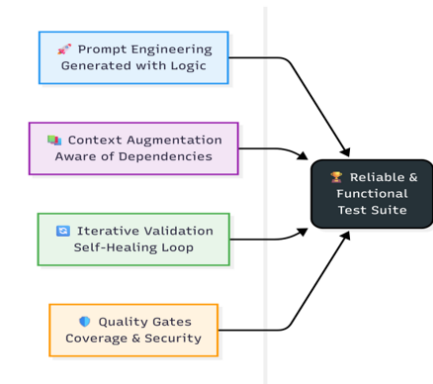 🚀 Prompt Engineering
Generated with Logic
📚 Context Augmentation
Aware of Dependencies
🔄 Iterative Validation
Self-Healing Loop
🛡️ Quality Gates
Coverage & Security
🏆 Reliable &
Functional
Test Suite